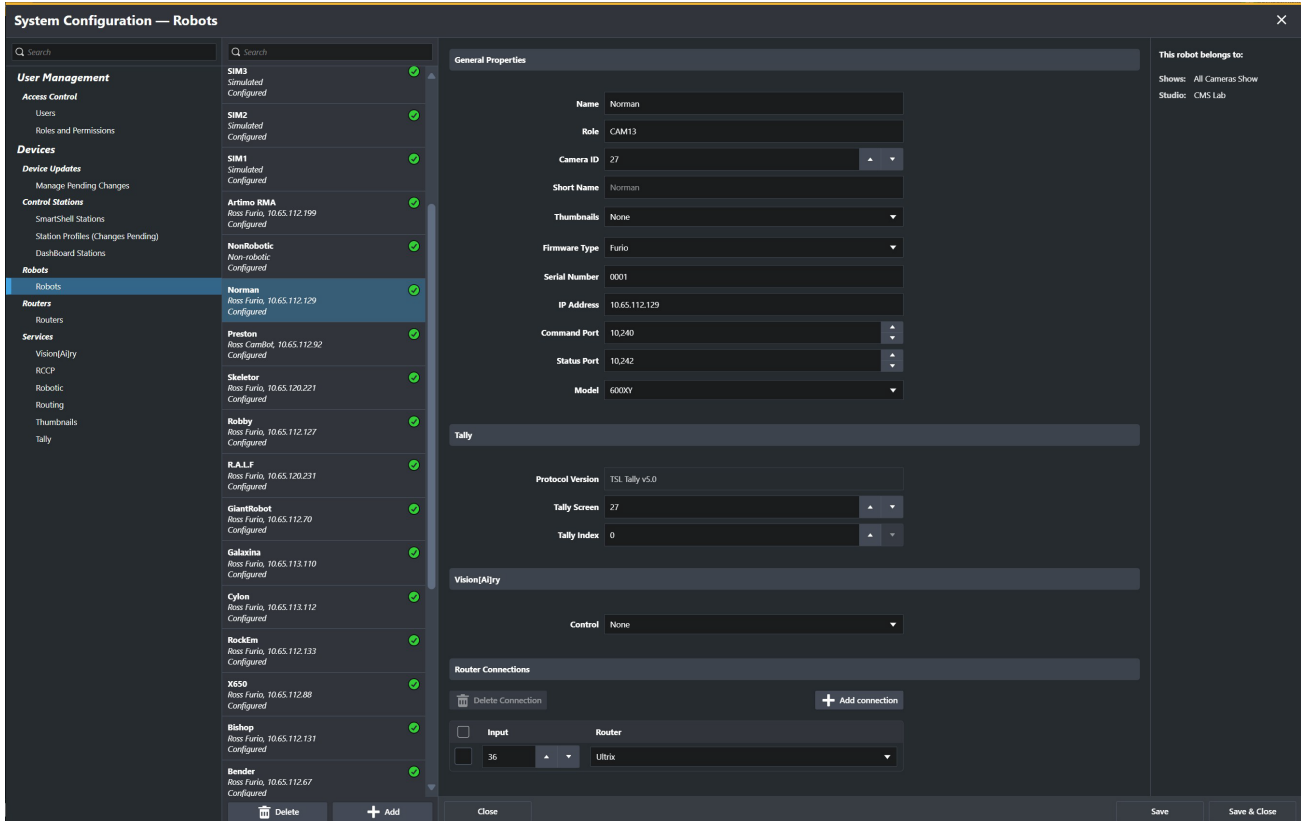 System Configuration — Robots
Search
User Management
Access Control
Users
Roles and Permissions
Devices
Device Updates
Manage Pending Changes
Control Stations
SmartShell Stations
Station Profiles (Changes Pending)
DashBoard Stations
Robots
Robots
Routers
Routers
Services
Vision[Ai]ry
RCCP
Robotic
Routing
Thumbnails
Tally
Search
SIM3
Simulated
Configured
SIM2
Simulated
Configured
SIM1
Simulated
Configured
Artimo RMA
Ross Furio, 10.65.112.199
Configured
NonRobotic
Non-robotic
Configured
Norman
Ross Furio, 10.65.112.129
Configured
Preston
Ross CamBot, 10.65.112.92
Configured
Skeletor
Ross Furio, 10.65.120.221
Configured
Robby
Ross Furio, 10.65.112.127
Configured
R.A.L.F
Ross Furio, 10.65.120.231
Configured
GiantRobot
Ross Furio, 10.65.112.70
Configured
Galaxina
Ross Furio, 10.65.113.110
Configured
Cylon
Ross Furio, 10.65.113.112
Configured
RockEm
Ross Furio, 10.65.112.133
Configured
X650
Ross Furio, 10.65.112.88
Configured
Bishop
Ross Furio, 10.65.112.131
Configured
Bender
Ross Furio, 10.65.112.67
Configured
Delete
Add
General Properties
Name Norman
Role CAM13
Camera ID 27
Short Name Norman
Thumbnails None
Firmware Type Furio
Serial Number 0001
IP Address 10.65.112.129
Command Port 10,240
Status Port 10,242
Model 600XY
Tally
Protocol Version TSL Tally v5.0
Tally Screen 27
Tally Index 0
Vision[Ai]ry
Control None
Router Connections
Delete Connection
Add connection
Input Router
36 Ultrix
Close
Save
Save & Close
This robot belongs to:
Shows: All Cameras Show
Studio: CMS Lab